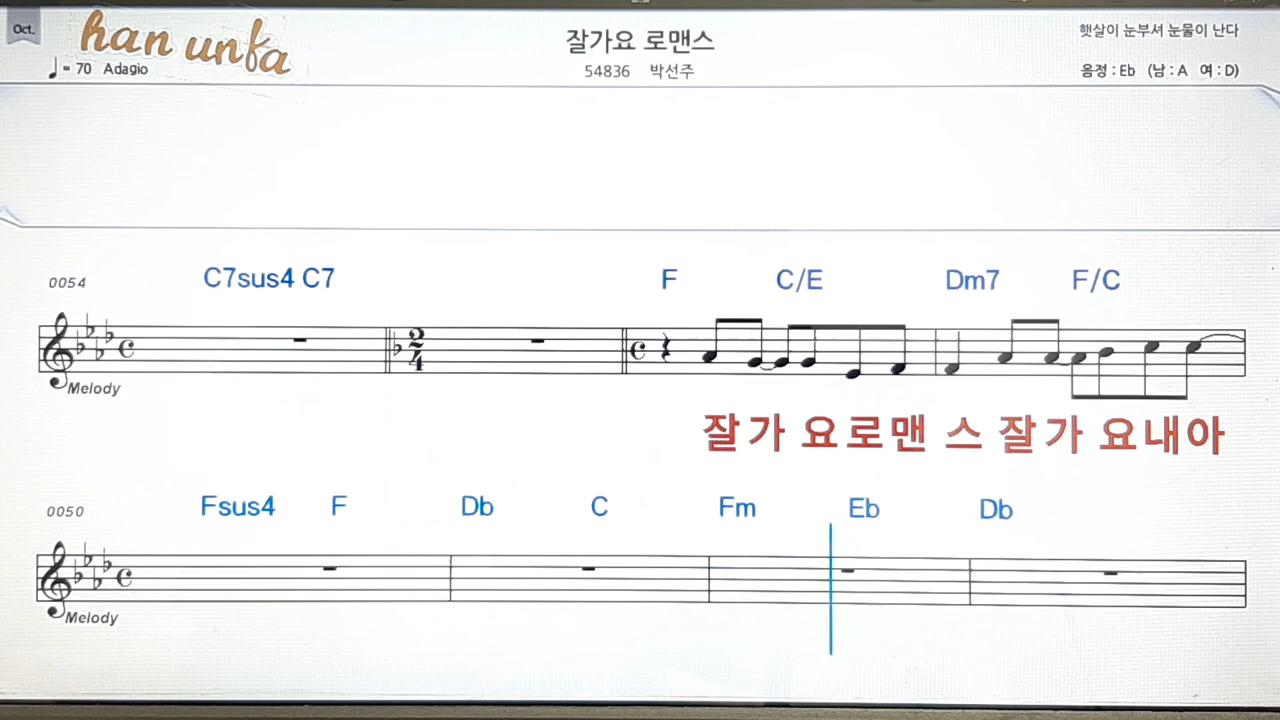 Oct.
han unfa
♩= 70 Adagio
잘가요 로맨스
54836 박선주
햇살이 눈부셔 눈물이 난다
음정 : Eb (남 : A 여 : D)
0054
C7sus4 C7 F C/E Dm7 F/C
2
4
Melody
잘가 요로맨 스 잘가 요내아
0050
Fsus4 F Db C Fm Eb Db
Melody